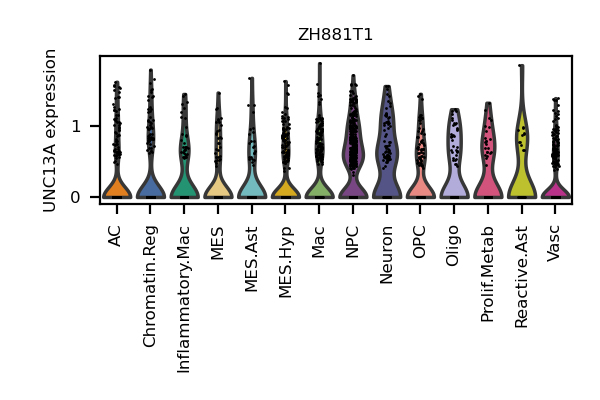 ZH881T1
UNC13A expression
1
0
AC
Chromatin.Reg
Inflammatory.Mac
MES
MES.Ast
MES.Hyp
Mac
NPC
Neuron
OPC
Oligo
Prolif.Metab
Reactive.Ast
Vasc